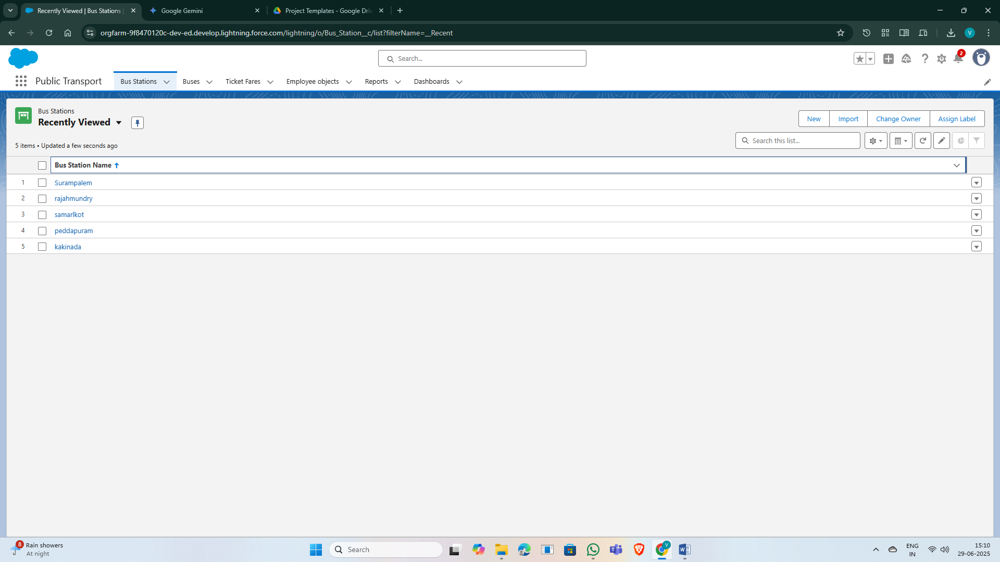 Recently Viewed | Bus Stations |
Google Gemini
Project Templates - Google Driv
orgfarm-9f8470120c-dev-ed.develop.lightning.force.com/lightning/o/Bus_Station__c/list?filterName=__Recent
V
Search...
2
Public Transport
Bus Stations
Buses
Ticket Fares
Employee objects
Reports
Dashboards
Bus Stations
Recently Viewed
New
Import
Change Owner
Assign Label
5 items • Updated a few seconds ago
Search this list...
Bus Station Name
1 Surampalem
2 rajahmundry
3 samarlkot
4 peddapuram
5 kakinada
8
Rain showers
At night
Search
V
ENG
IN
15:10
29-06-2025